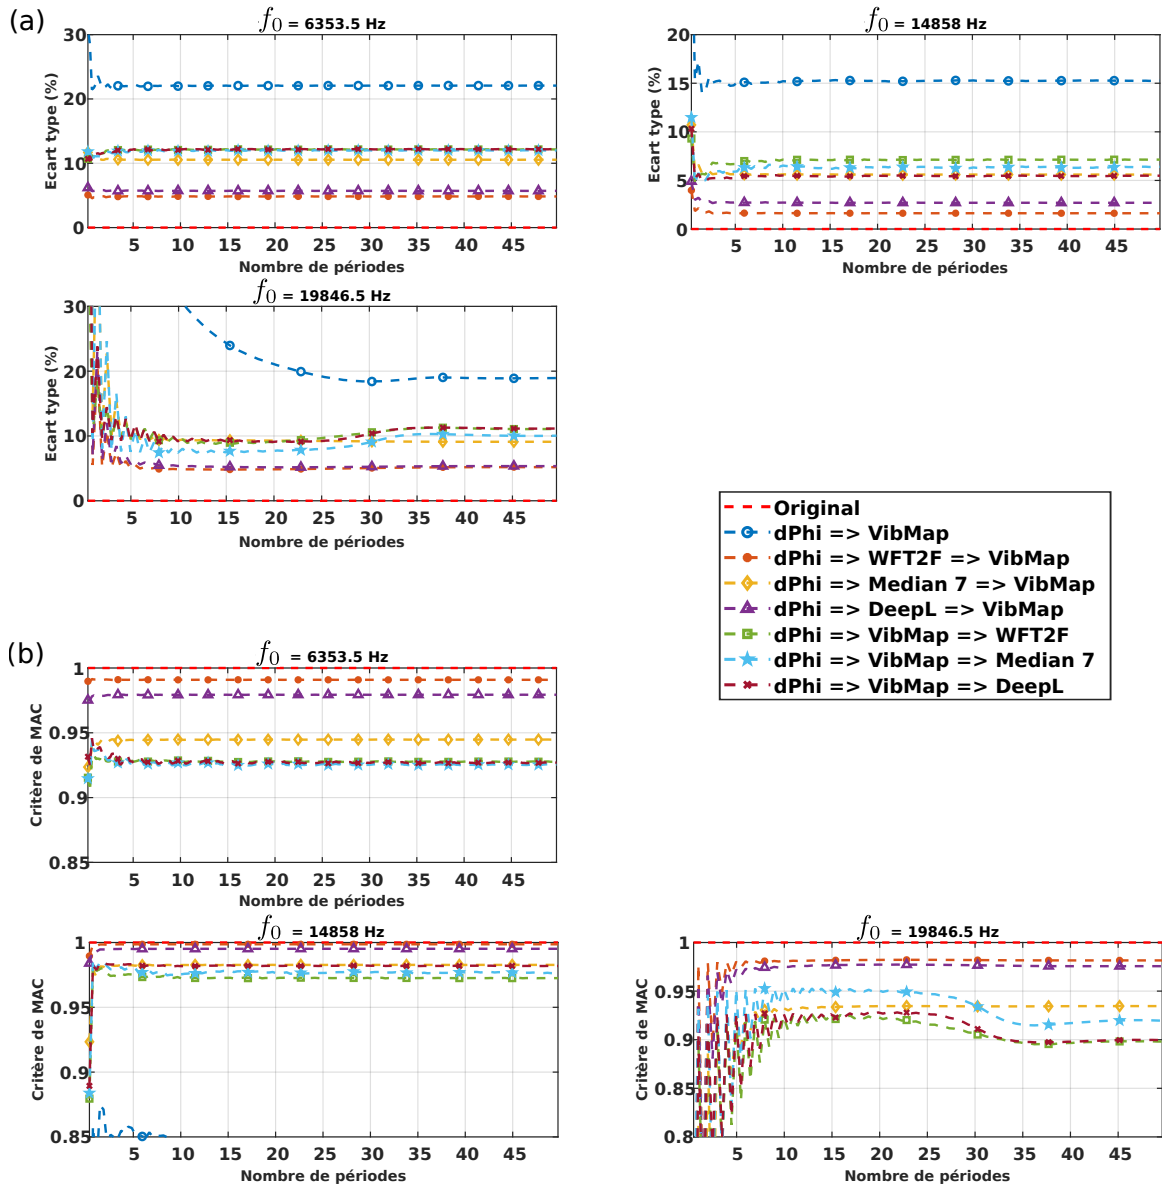 (a)
f0 = 6353.5 Hz
Ecart type (%)
30
20
10
0
5 10 15 20 25 30 35 40 45
Nombre de périodes
f0 = 14858 Hz
Ecart type (%)
20
15
10
5
0
5 10 15 20 25 30 35 40 45
Nombre de périodes
f0 = 19846.5 Hz
Ecart type (%)
30
20
10
0
5 10 15 20 25 30 35 40 45
Nombre de périodes
Original
dPhi => VibMap
dPhi => WFT2F => VibMap
dPhi => Median 7 => VibMap
dPhi => DeepL => VibMap
dPhi => VibMap => WFT2F
dPhi => VibMap => Median 7
dPhi => VibMap => DeepL
(b)
f0 = 6353.5 Hz
Critère de MAC
1
0.95
0.9
0.85
5 10 15 20 25 30 35 40 45
Nombre de périodes
f0 = 14858 Hz
Critère de MAC
1
0.95
0.9
0.85
5 10 15 20 25 30 35 40 45
Nombre de périodes
f0 = 19846.5 Hz
Critère de MAC
1
0.95
0.9
0.85
0.8
5 10 15 20 25 30 35 40 45
Nombre de périodes